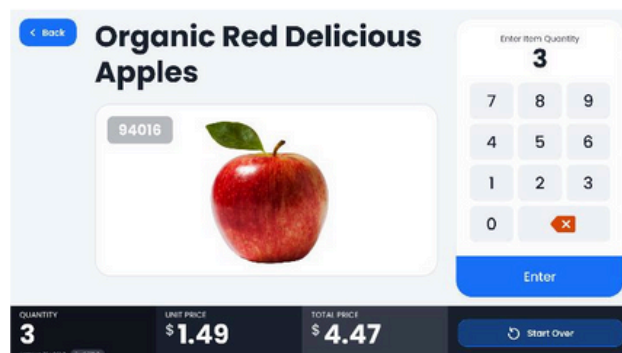 Back
Organic Red Delicious
Apples
94016
Enter Item Quantity
3
7 8 9
4 5 6
1 2 3
0
Enter
QUANTITY
3
UNIT PRICE
$1.49
TOTAL PRICE
$4.47
Start Over